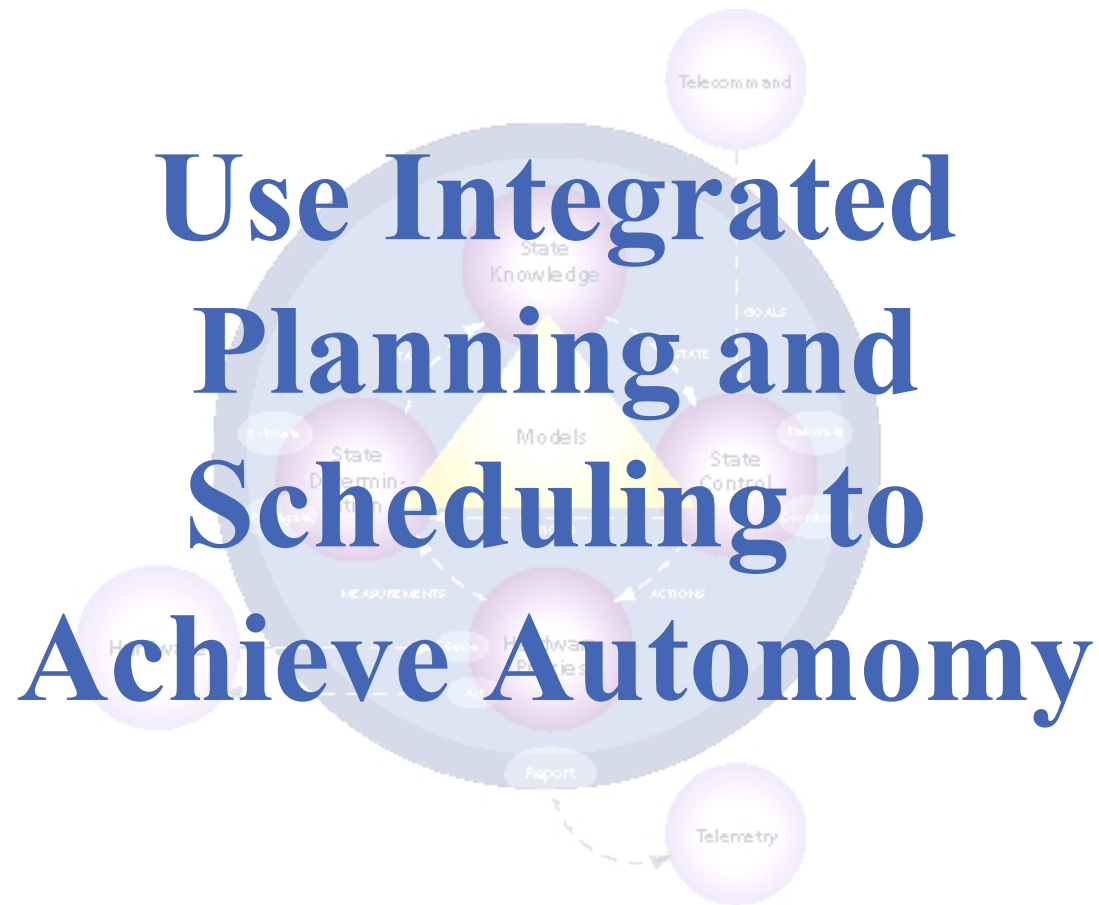 Telecommand
Use Integrated
State
Knowledge
GOALS
Planning and
STATE
Models
State
State
Control
Scheduling to
MEASUREMENTS
ACTIONS
Achieve Automomy
Report
Telemetry